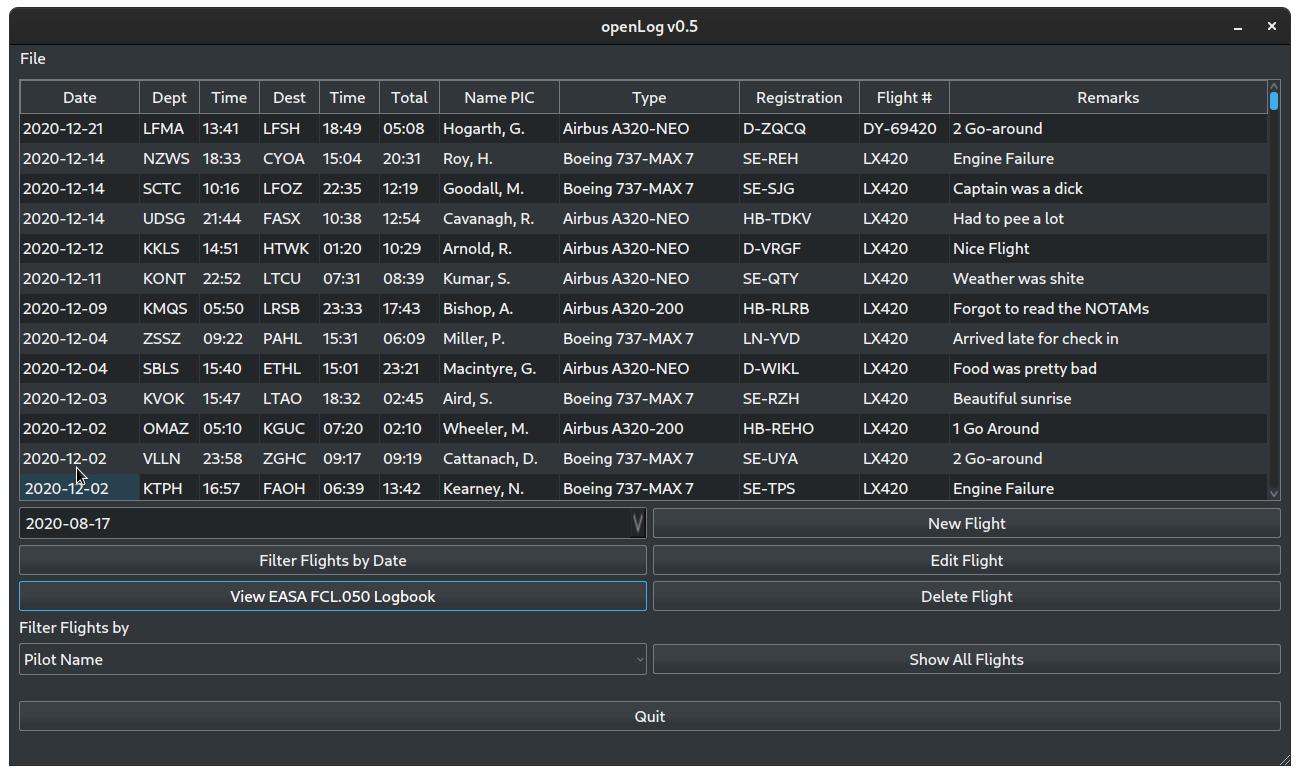 openLog v0.5
File
Date Dept Time Dest Time Total Name PIC Type Registration Flight # Remarks
2020-12-21 LFMA 13:41 LFSH 18:49 05:08 Hogarth, G. Airbus A320-NEO D-ZQCQ DY-69420 2 Go-around
2020-12-14 NZWS 18:33 CYOA 15:04 20:31 Roy, H. Boeing 737-MAX 7 SE-REH LX420 Engine Failure
2020-12-14 SCTC 10:16 LFOZ 22:35 12:19 Goodall, M. Boeing 737-MAX 7 SE-SJG LX420 Captain was a dick
2020-12-14 UDSG 21:44 FASX 10:38 12:54 Cavanagh, R. Airbus A320-NEO HB-TDKV LX420 Had to pee a lot
2020-12-12 KKLS 14:51 HTWK 01:20 10:29 Arnold, R. Airbus A320-NEO D-VRGF LX420 Nice Flight
2020-12-11 KONT 22:52 LTCU 07:31 08:39 Kumar, S. Airbus A320-NEO SE-QTY LX420 Weather was shite
2020-12-09 KMQS 05:50 LRSB 23:33 17:43 Bishop, A. Airbus A320-200 HB-RLRB LX420 Forgot to read the NOTAMs
2020-12-04 ZSSZ 09:22 PAHL 15:31 06:09 Miller, P. Boeing 737-MAX 7 LN-YVD LX420 Arrived late for check in
2020-12-04 SBLS 15:40 ETHL 15:01 23:21 Macintyre, G. Airbus A320-NEO D-WIKL LX420 Food was pretty bad
2020-12-03 KVOK 15:47 LTAO 18:32 02:45 Aird, S. Boeing 737-MAX 7 SE-RZH LX420 Beautiful sunrise
2020-12-02 OMAZ 05:10 KGUC 07:20 02:10 Wheeler, M. Airbus A320-200 HB-REHO LX420 1 Go Around
2020-12-02 VLLN 23:58 ZGHC 09:17 09:19 Cattanach, D. Boeing 737-MAX 7 SE-UYA LX420 2 Go-around
2020-12-02 KTPH 16:57 FAOH 06:39 13:42 Kearney, N. Boeing 737-MAX 7 SE-TPS LX420 Engine Failure
2020-08-17 New Flight
Filter Flights by Date Edit Flight
View EASA FCL.050 Logbook Delete Flight
Filter Flights by
Pilot Name Show All Flights
Quit